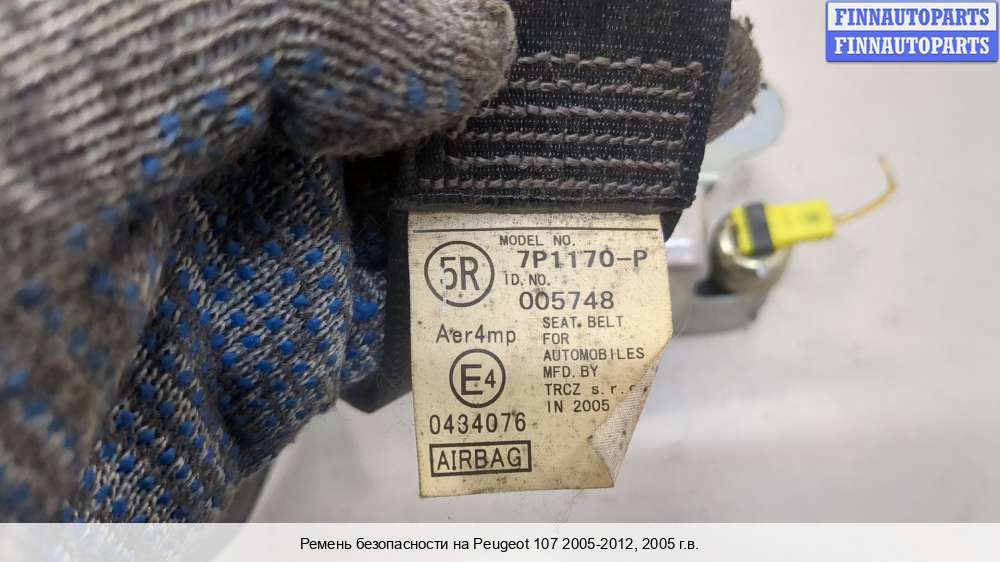 FINNAUTOPARTS
FINNAUTOPARTS
5R
MODEL NO.
7P1170-P
ID. NO.
005748
Aer4mp
SEAT BELT
FOR
AUTOMOBILES
MFD. BY
TRCZ s.r.
IN 2005
E4
0434076
AIRBAG
Ремень безопасности на Peugeot 107 2005-2012, 2005 г.в.